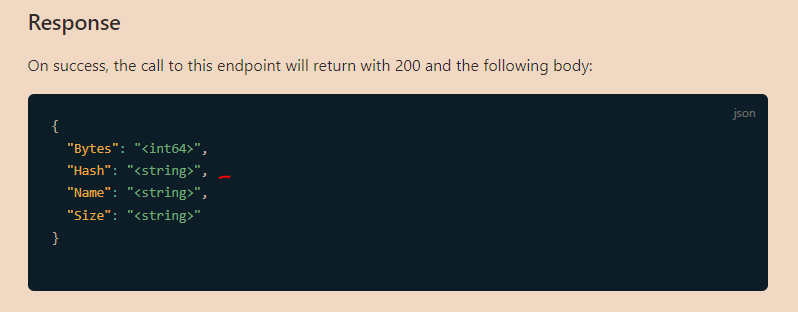 Response
On success, the call to this endpoint will return with 200 and the following body:
json
{
"Bytes": "<int64>",
"Hash": "<string>",
"Name": "<string>",
"Size": "<string>"
}